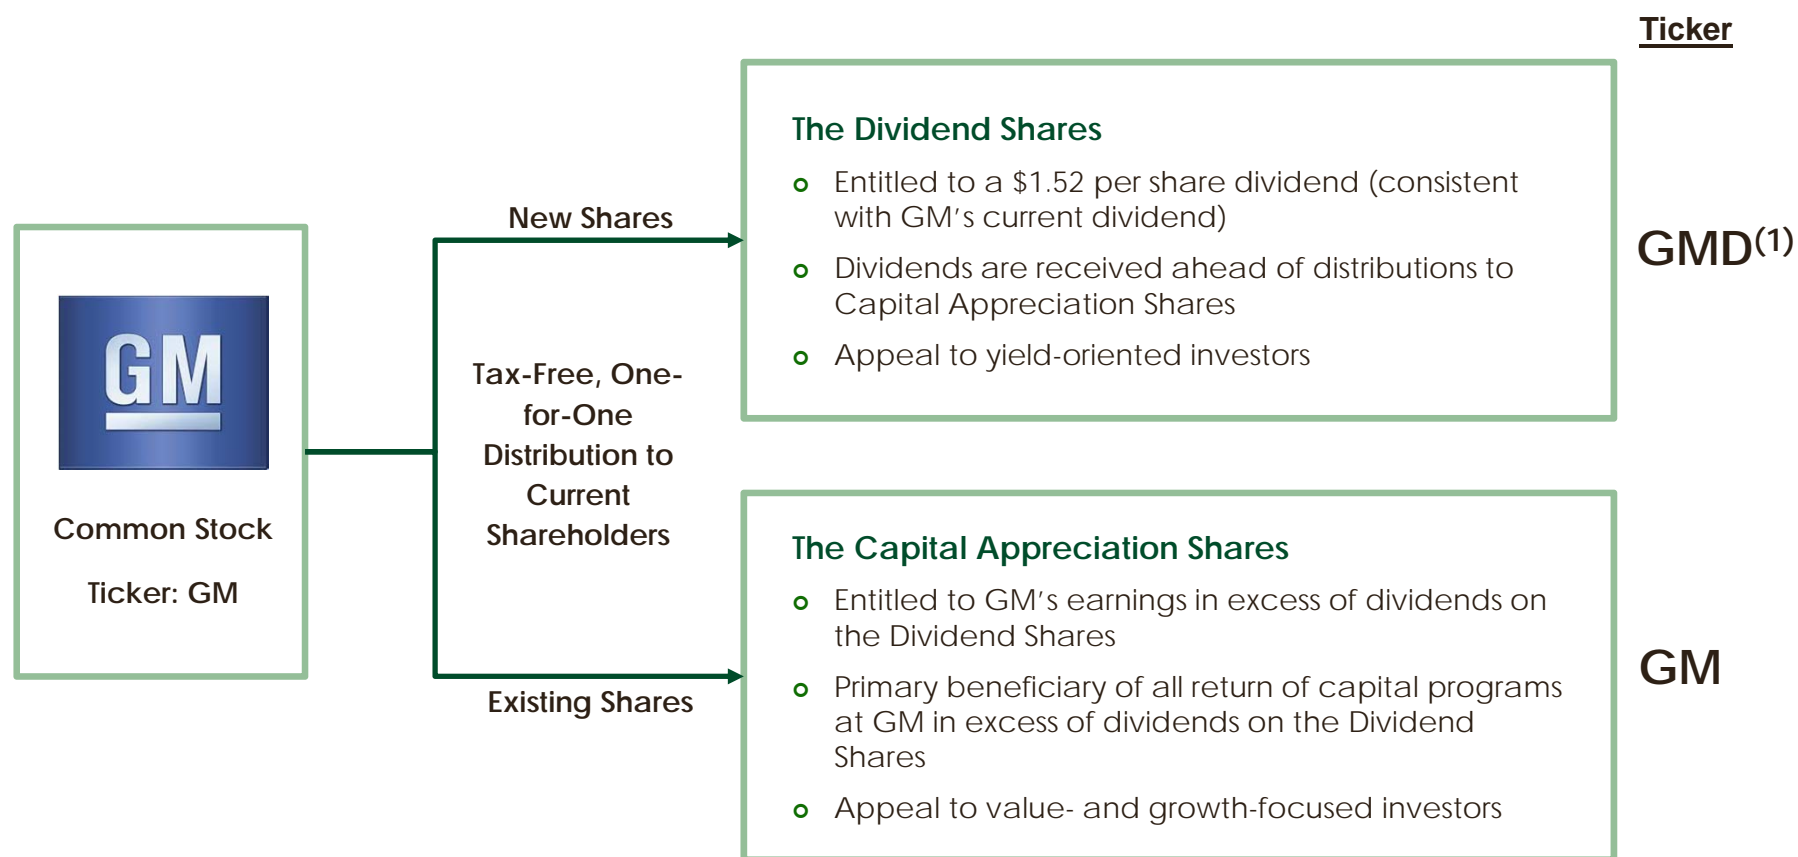 Ticker
The Dividend Shares
Entitled to a $1.52 per share dividend (consistent
with GM’s current dividend)
Dividends are received ahead of distributions to
Capital Appreciation Shares
Appeal to yield-oriented investors
GMD(1)
New Shares
GM
Common Stock
Ticker: GM
Tax-Free, One-
for-One
Distribution to
Current
Shareholders
Existing Shares
The Capital Appreciation Shares
Entitled to GM’s earnings in excess of dividends on
the Dividend Shares
Primary beneficiary of all return of capital programs
at GM in excess of dividends on the Dividend
Shares
Appeal to value- and growth-focused investors
GM